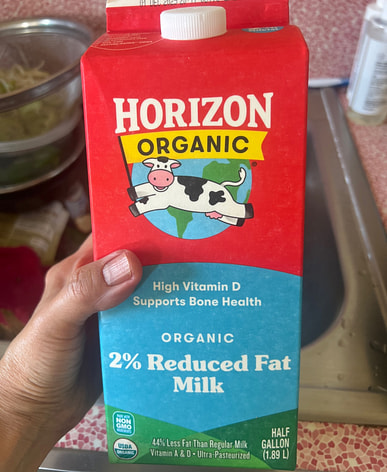 HORIZON
ORGANIC
High Vitamin D
Supports Bone Health
ORGANIC
2% Reduced Fat
Milk
NON
GMO
USDA
ORGANIC
44% Less Fat Than Regular Milk
Vitamin A & D • Ultra-Pasteurized
HALF
GALLON
(1.89 L)